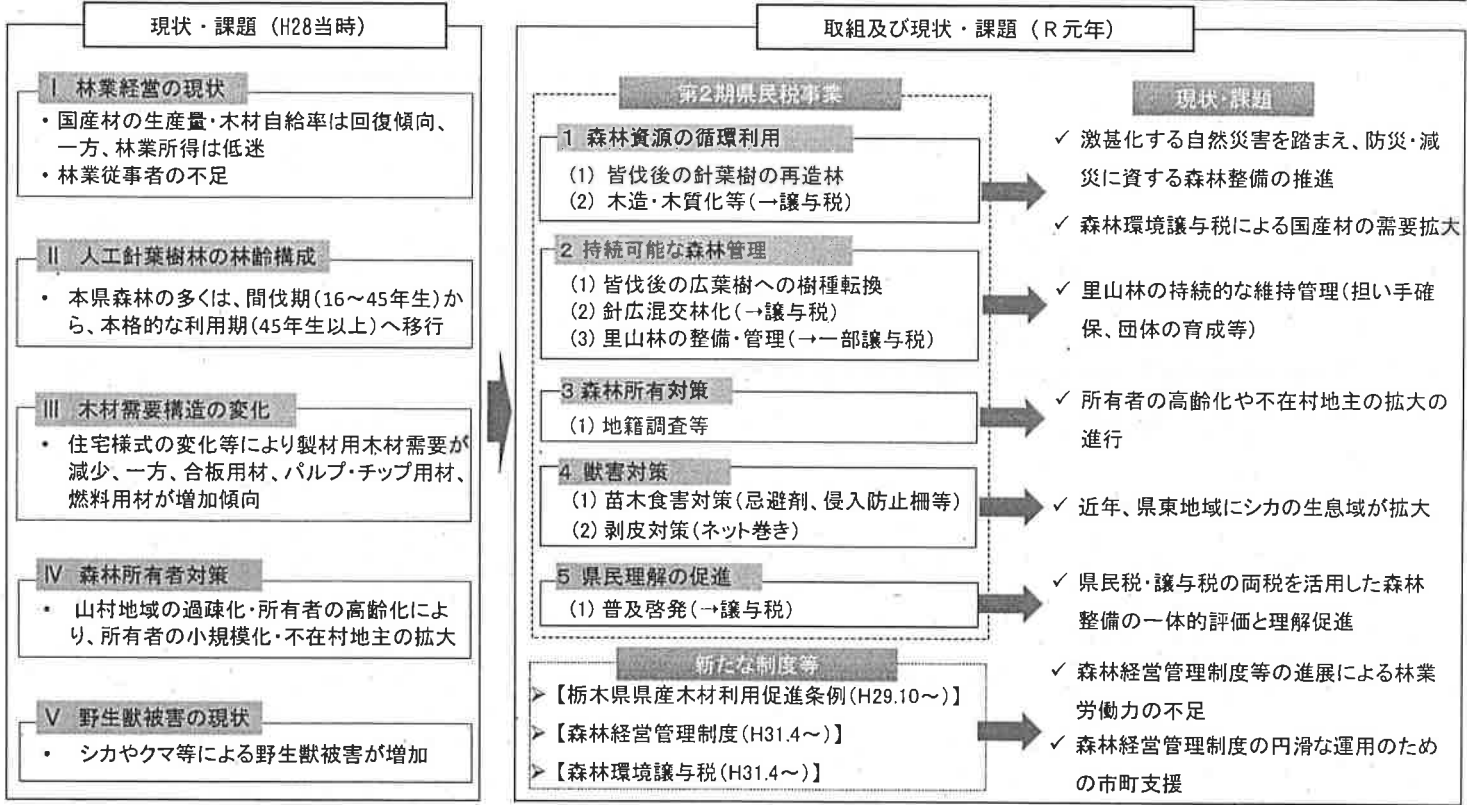 現状・課題（H28当時）
Ⅰ 林業経営の現状
・国産材の生産量・木材自給率は回復傾向、
一方、林業所得は低迷
・林業従事者の不足
Ⅱ 人工針葉樹林の林齢構成
・ 本県森林の多くは、間伐期(16～45年生)か
ら、本格的な利用期(45年生以上)へ移行
Ⅲ 木材需要構造の変化
・ 住宅様式の変化等により製材用木材需要が
減少、一方、合板用材、パルプ・チップ用材、
燃料用材が増加傾向
Ⅳ 森林所有者対策
・ 山村地域の過疎化・所有者の高齢化によ
り、所有者の小規模化・不在村地主の拡大
Ⅴ 野生獣被害の現状
・ シカやクマ等による野生獣被害が増加
取組及び現状・課題（R元年）
第2期県民税事業
1 森林資源の循環利用
(1) 皆伐後の針葉樹の再造林
(2) 木造・木質化等(→譲与税)
2 持続可能な森林管理
(1) 皆伐後の広葉樹への樹種転換
(2) 針広混交林化(→譲与税)
(3) 里山林の整備・管理(→一部譲与税)
3 森林所有対策
(1) 地籍調査等
4 獣害対策
(1) 苗木食害対策(忌避剤、侵入防止柵等)
(2) 剥皮対策(ネット巻き)
5 県民理解の促進
(1) 普及啓発(→譲与税)
新たな制度等
➢【栃木県県産木材利用促進条例(H29.10～)】
➢【森林経営管理制度(H31.4～)】
➢【森林環境譲与税(H31.4～)】
現状・課題
✓ 激甚化する自然災害を踏まえ、防災・減
災に資する森林整備の推進
✓ 森林環境譲与税による国産材の需要拡大
✓ 里山林の持続的な維持管理(担い手確
保、団体の育成等)
✓ 所有者の高齢化や不在村地主の拡大の
進行
✓ 近年、県東地域にシカの生息域が拡大
✓ 県民税・譲与税の両税を活用した森林
整備の一体的評価と理解促進
✓ 森林経営管理制度等の進展による林業
労働力の不足
✓ 森林経営管理制度の円滑な運用のため
の市町支援